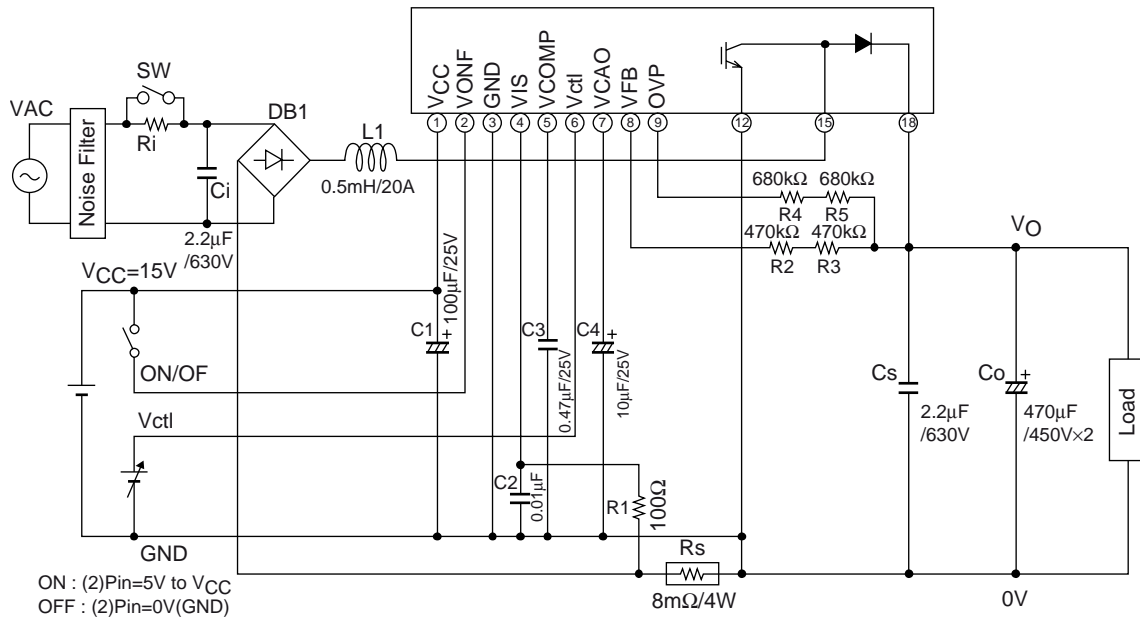 VCC
VONF
GND
VIS
VCOMP
Vctl
VCAO
VFB
OVP
1 2 3 4 5 6 7 8 9 12 15 18
SW
VAC
Noise Filter
Ri
Ci
2.2μF
/630V
DB1
L1
0.5mH/20A
680kΩ 680kΩ
R4 R5
470kΩ 470kΩ
R2 R3
VO
VCC=15V
ON/OF
Vctl
GND
C1
+
100μF/25V
C3
0.47μF/25V
C4
+
10μF/25V
C2
0.01μF
R1
100Ω
Rs
8mΩ/4W
Cs
2.2μF
/630V
Co
+
470μF
/450V×2
Load
0V
ON : (2)Pin=5V to VCC
OFF : (2)Pin=0V(GND)